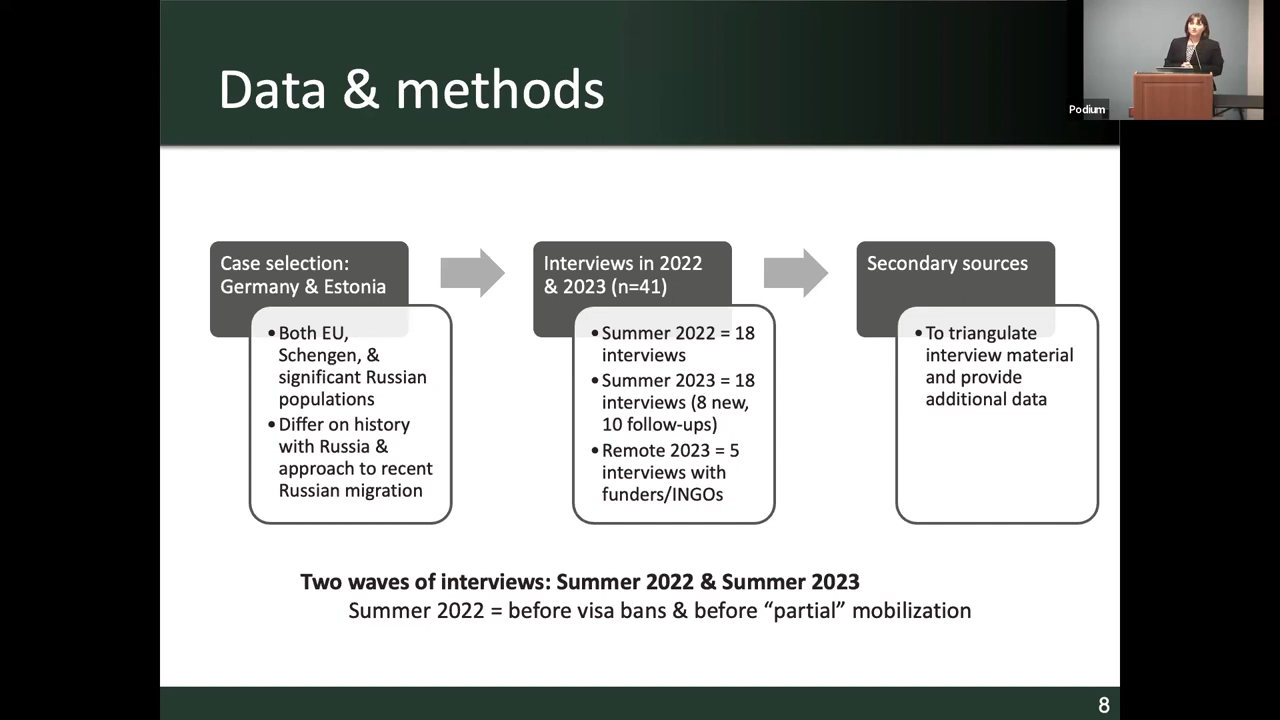 Data & methods
Podium
Case selection:
Germany & Estonia
• Both EU,
Schengen, &
significant Russian
populations
• Differ on history
with Russia &
approach to recent
Russian migration
Interviews in 2022
& 2023 (n=41)
• Summer 2022 = 18
interviews
• Summer 2023 = 18
interviews (8 new,
10 follow-ups)
• Remote 2023 = 5
interviews with
funders/INGOs
Secondary sources
• To triangulate
interview material
and provide
additional data
Two waves of interviews: Summer 2022 & Summer 2023
Summer 2022 = before visa bans & before “partial” mobilization
8